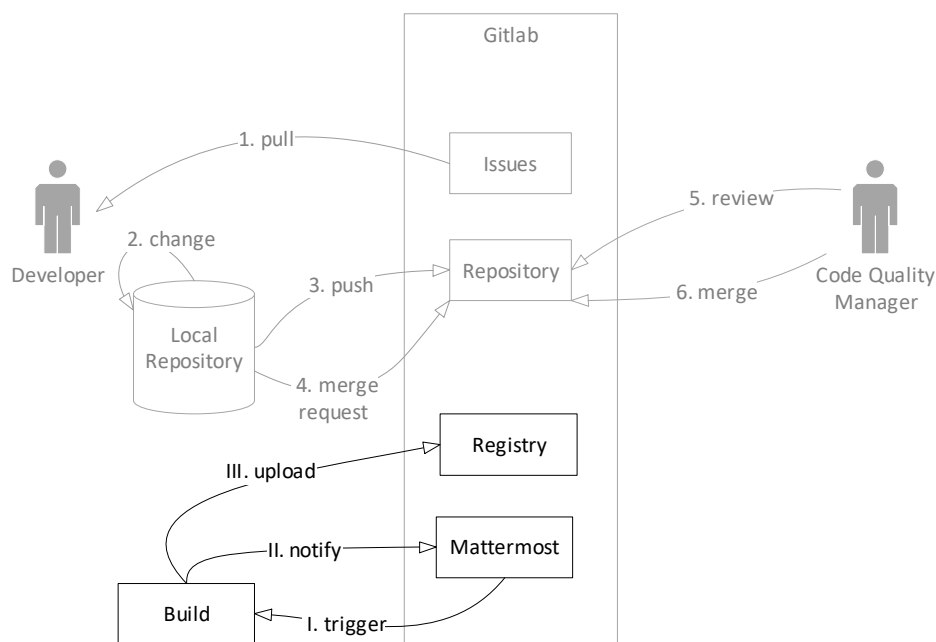 Gitlab
1. pull
Issues
5. review
2. change
Developer
Repository
3. push
Code Quality
Manager
6. merge
Local
Repository
4. merge
request
Registry
III. upload
II. notify
Mattermost
Build
I. trigger